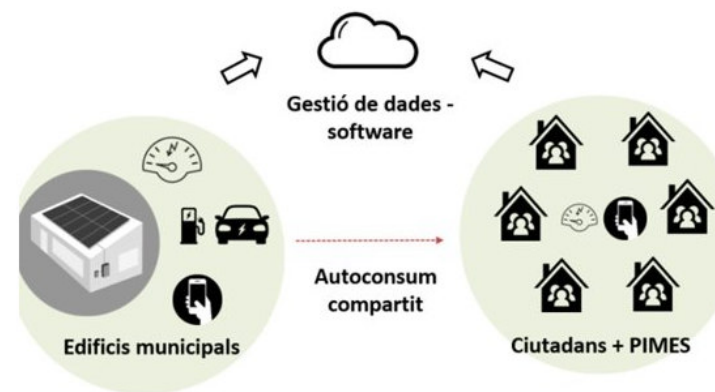 Gestió de dades -
software
Autoconsum
compartit
Edificis municipals
Ciutadans + PIMES